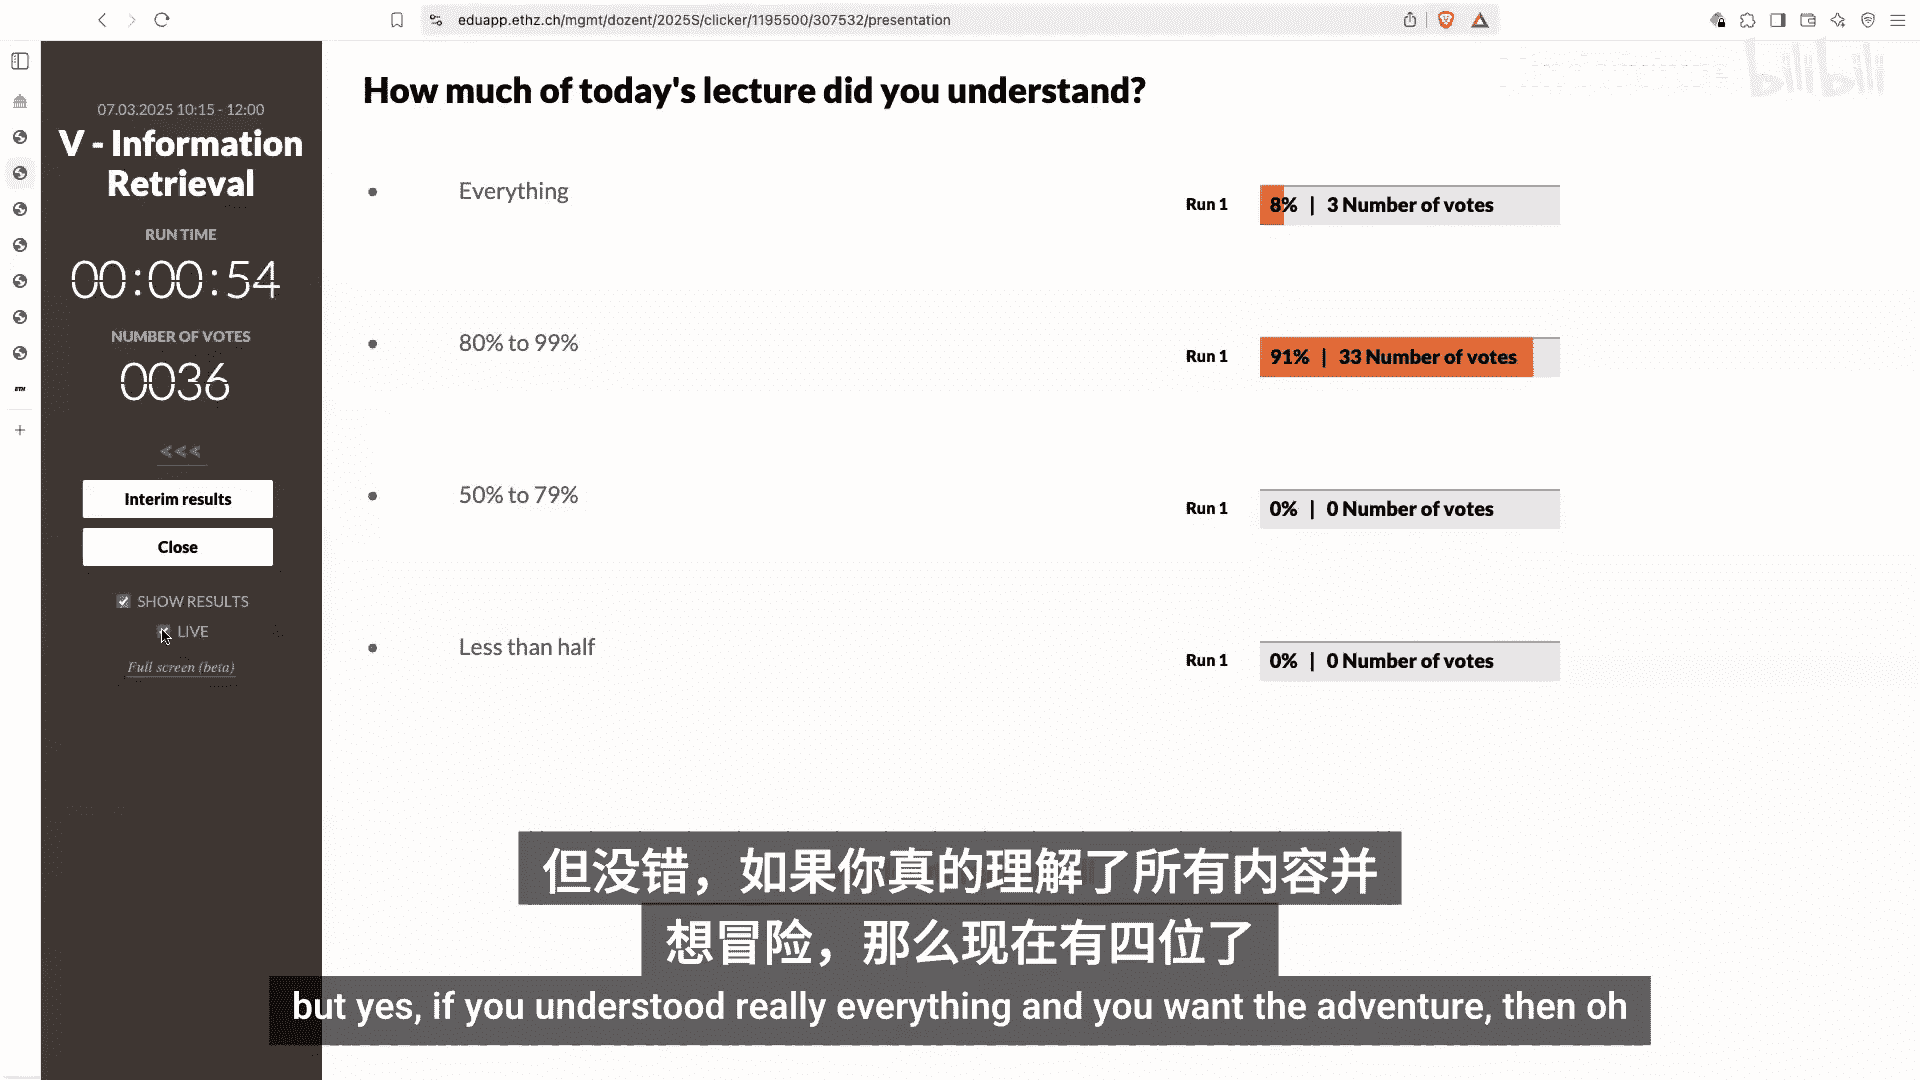 eduapp.ethz.ch/mgmt/dozent/2025S/clicker/1195500/307532/presentation
bilibili
07.03.2025 10:15 - 12:00
V - Information
Retrieval
RUN TIME
00:00:54
NUMBER OF VOTES
0036
<<<
Interim results
Close
SHOW RESULTS
LIVE
Full screen (beta)
ETH
How much of today's lecture did you understand?
• Everything
Run 1
8% | 3 Number of votes
• 80% to 99%
Run 1
91% | 33 Number of votes
• 50% to 79%
Run 1
0% | 0 Number of votes
• Less than half
Run 1
0% | 0 Number of votes
但没错，如果你真的理解了所有内容并
想冒险，那么现在有四位了
but yes, if you understood really everything and you want the adventure, then oh